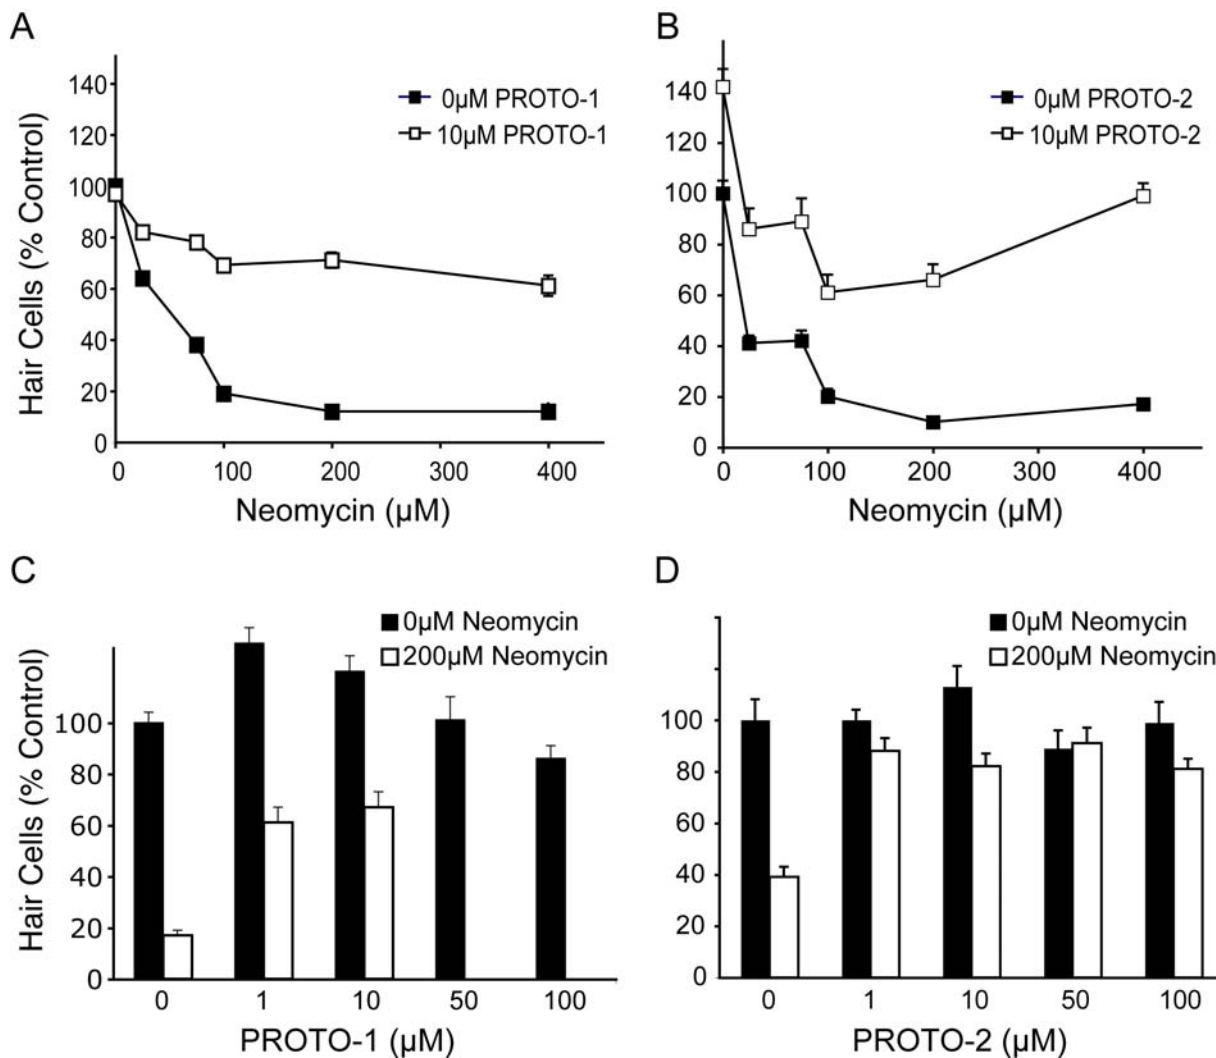 A
Hair Cells (% Control)
140
120
100
80
60
40
20
0
0 100 200 300 400
Neomycin (µM)
0µM PROTO-1
10µM PROTO-1
B
140
120
100
80
60
40
20
0
0 100 200 300 400
Neomycin (µM)
0µM PROTO-2
10µM PROTO-2
C
Hair Cells (% Control)
100
80
60
40
20
0
0 1 10 50 100
PROTO-1 (µM)
0µM Neomycin
200µM Neomycin
D
100
80
60
40
20
0
0 1 10 50 100
PROTO-2 (µM)
0µM Neomycin
200µM Neomycin